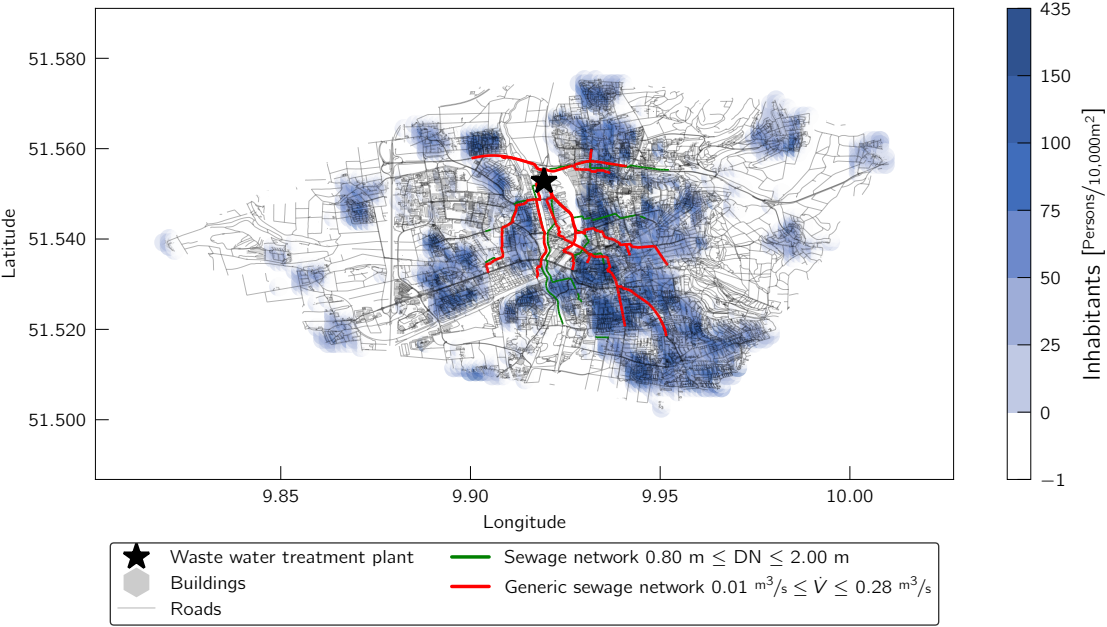 51.580
51.560
51.540
51.520
51.500
Latitude
9.85
9.90
9.95
10.00
Longitude
435
150
100
75
50
25
0
−1
Inhabitants [Persons/10,000m²]
Waste water treatment plant
Buildings
Roads
Sewage network 0.80 m ≤ DN ≤ 2.00 m
Generic sewage network 0.01 m³/s ≤ V̇ ≤ 0.28 m³/s